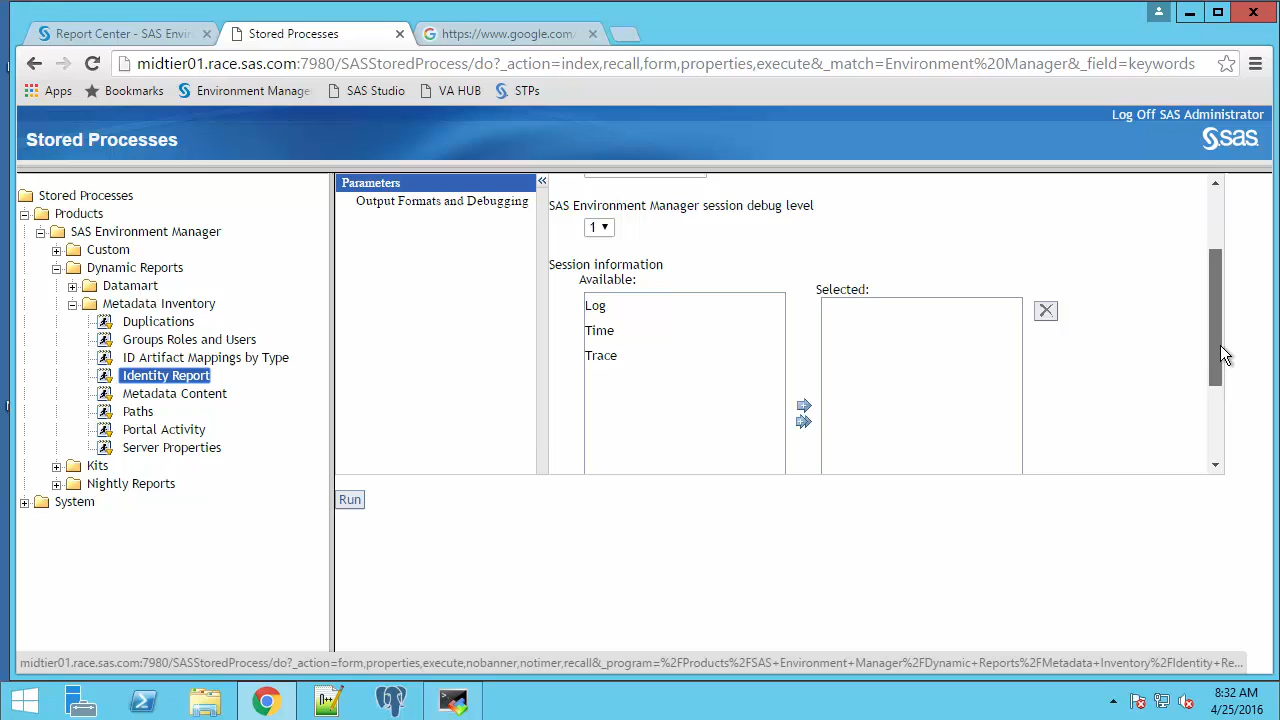 Report Center - SAS Envir
Stored Processes
https://www.google.com
midtier01.race.sas.com:7980/SASStoredProcess/do?_action=index,recall,form,properties,execute&_match=Environment%20Manager&_field=keywords
Apps
Bookmarks
Environment Manage
SAS Studio
VA HUB
STPs
Log Off SAS Administrator
Stored Processes
sas
Stored Processes
Products
SAS Environment Manager
Custom
Dynamic Reports
Datamart
Metadata Inventory
Duplications
Groups Roles and Users
ID Artifact Mappings by Type
Identity Report
Metadata Content
Paths
Portal Activity
Server Properties
Kits
Nightly Reports
System
Parameters
Output Formats and Debugging
SAS Environment Manager session debug level
1
Session information
Available:
Log
Time
Trace
Selected:
Run
midtier01.race.sas.com:7980/SASStoredProcess/do?_action=form,properties,execute,nobanner,notimer,recall&_program=%2FProducts%2FSAS+Environment+Manager%2FDynamic+Reports%2FMetadata+Inventory%2FIdentity+Re...
8:32 AM
4/25/2016